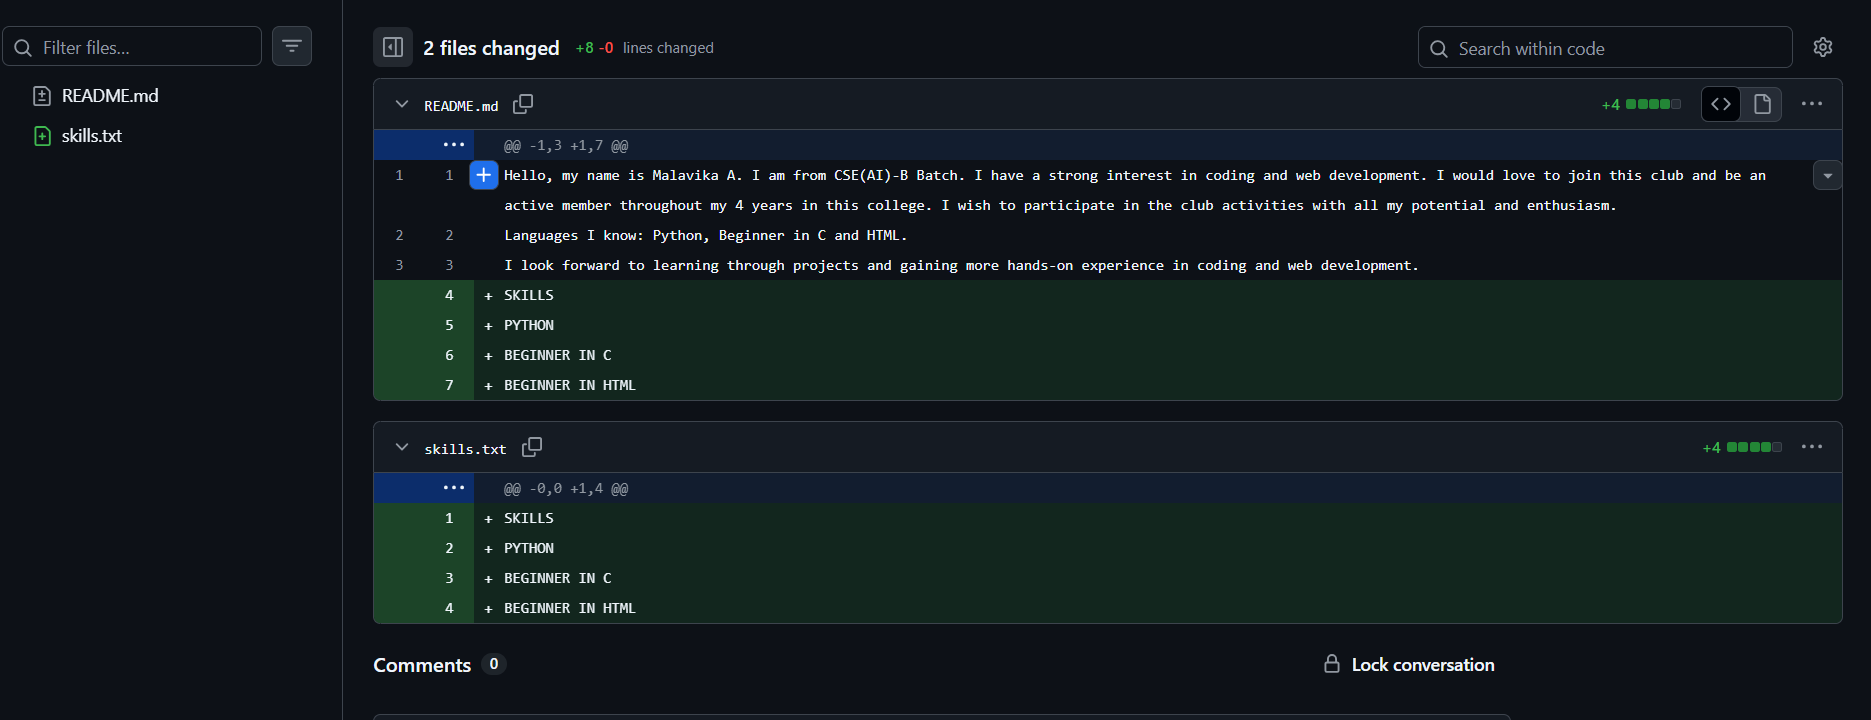 Filter files...
README.md
skills.txt
2 files changed +8 -0 lines changed
Search within code
README.md
+4
@@ -1,3 +1,7 @@
1 1 Hello, my name is Malavika A. I am from CSE(AI)-B Batch. I have a strong interest in coding and web development. I would love to join this club and be an
active member throughout my 4 years in this college. I wish to participate in the club activities with all my potential and enthusiasm.
2 2 Languages I know: Python, Beginner in C and HTML.
3 3 I look forward to learning through projects and gaining more hands-on experience in coding and web development.
4 + SKILLS
5 + PYTHON
6 + BEGINNER IN C
7 + BEGINNER IN HTML
skills.txt
+4
@@ -0,0 +1,4 @@
1 + SKILLS
2 + PYTHON
3 + BEGINNER IN C
4 + BEGINNER IN HTML
Comments 0
Lock conversation